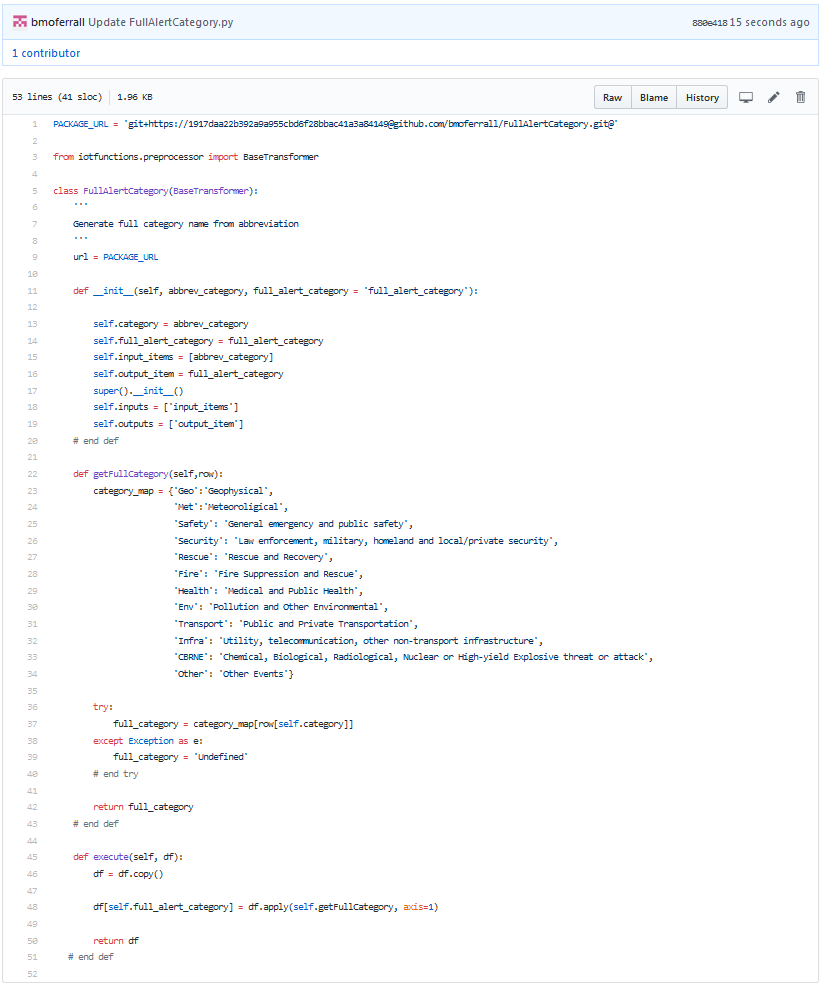 bmoferrall Update FullAlertCategory.py 880e418 15 seconds ago
1 contributor
53 lines (41 sloc) 1.96 KB Raw Blame History
1 PACKAGE_URL = 'git+https://1917daa22b392a9a955cbd6f28bbac41a3a84149@github.com/bmoferrall/FullAlertCategory.git@'
2
3 from iotfunctions.preprocessor import BaseTransformer
4
5 class FullAlertCategory(BaseTransformer):
6 '''
7 Generate full category name from abbreviation
8 '''
9 url = PACKAGE_URL
10
11 def __init__(self, abbrev_category, full_alert_category = 'full_alert_category'):
12
13 self.category = abbrev_category
14 self.full_alert_category = full_alert_category
15 self.input_items = [abbrev_category]
16 self.output_item = full_alert_category
17 super().__init__()
18 self.inputs = ['input_items']
19 self.outputs = ['output_item']
20 # end def
21
22 def getFullCategory(self,row):
23 category_map = {'Geo':'Geophysical',
24 'Met':'Meteoroligical',
25 'Safety': 'General emergency and public safety',
26 'Security': 'Law enforcement, military, homeland and local/private security',
27 'Rescue': 'Rescue and Recovery',
28 'Fire': 'Fire Suppression and Rescue',
29 'Health': 'Medical and Public Health',
30 'Env': 'Pollution and Other Environmental',
31 'Transport': 'Public and Private Transportation',
32 'Infra': 'Utility, telecommunication, other non-transport infrastructure',
33 'CBRNE': 'Chemical, Biological, Radiological, Nuclear or High-yield Explosive threat or attack',
34 'Other': 'Other Events'}
35
36 try:
37 full_category = category_map[row[self.category]]
38 except Exception as e:
39 full_category = 'Undefined'
40 # end try
41
42 return full_category
43 # end def
44
45 def execute(self, df):
46 df = df.copy()
47
48 df[self.full_alert_category] = df.apply(self.getFullCategory, axis=1)
49
50 return df
51 # end def
52